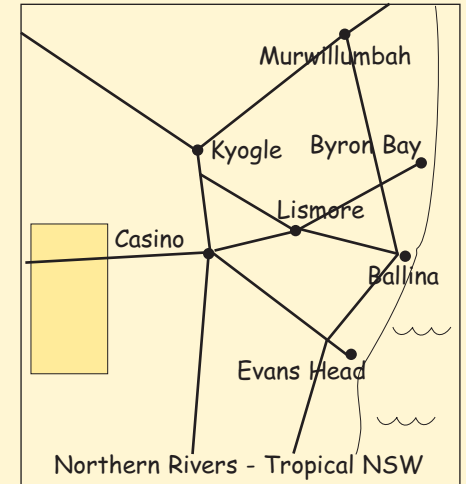 Murwillumbah
Kyogle
Byron Bay
Lismore
Casino
Ballina
Evans Head
Northern Rivers - Tropical NSW